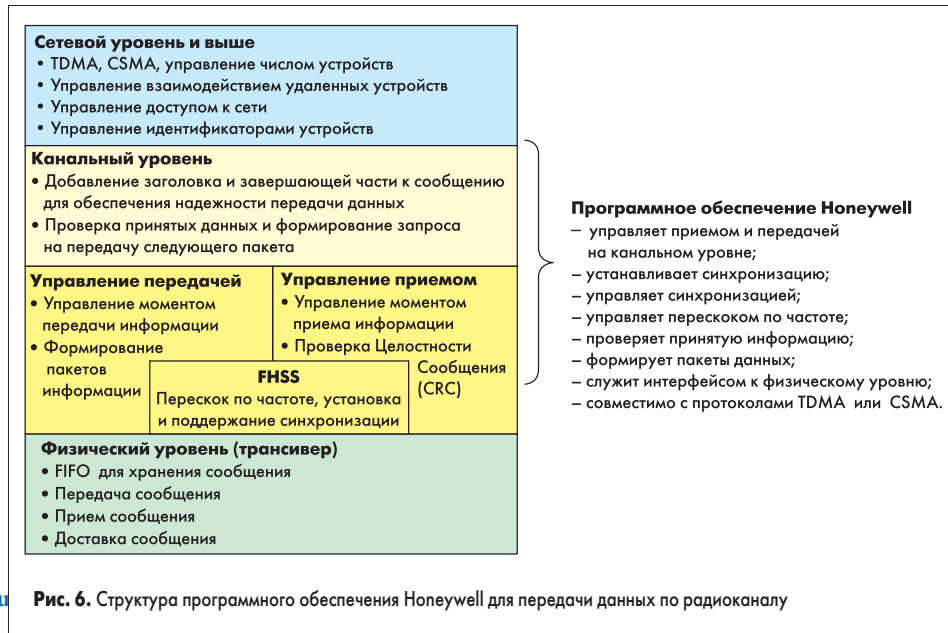 Сетевой уровень и выше
• TDMA, CSMA, управление числом устройств
• Управление взаимодействием удаленных устройств
• Управление доступом к сети
• Управление идентификаторами устройств
Канальный уровень
• Добавление заголовка и завершающей части к сообщению
для обеспечения надежности передачи данных
• Проверка принятых данных и формирование запроса
на передачу следующего пакета
Управление передачей
• Управление моментом
передачи информации
• Формирование
пакетов
информации
Управление приемом
• Управление моментом
приема информации
• Проверка Целостности
Сообщения
(CRC)
FHSS
Перескок по частоте, установка
и поддержание синхронизации
Физический уровень (трансивер)
• FIFO для хранения сообщения
• Передача сообщения
• Прием сообщения
• Доставка сообщения
Программное обеспечение Honeywell
– управляет приемом и передачей
на канальном уровне;
– устанавливает синхронизацию;
– управляет синхронизацией;
– управляет перескоком по частоте;
– проверяет принятую информацию;
– формирует пакеты данных;
– служит интерфейсом к физическому уровню;
– совместимо с протоколами TDMA или CSMA.
Рис. 6. Структура программного обеспечения Honeywell для передачи данных по радиоканалу